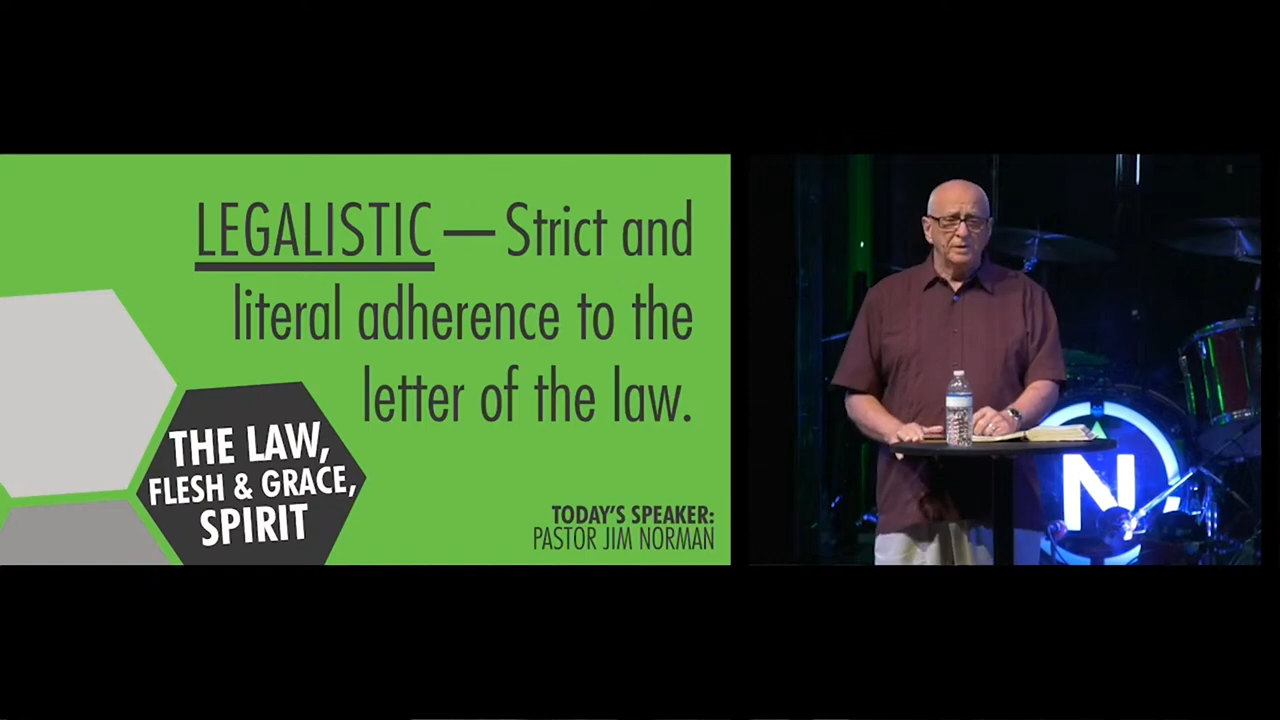 LEGALISTIC — Strict and
literal adherence to the
letter of the law.
THE LAW,
FLESH & GRACE,
SPIRIT
TODAY'S SPEAKER:
PASTOR JIM NORMAN
N